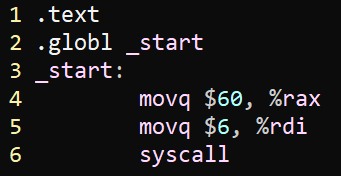 1 .text
2 .globl _start
3 _start:
4         movq $60, %rax
5         movq $6, %rdi
6         syscall